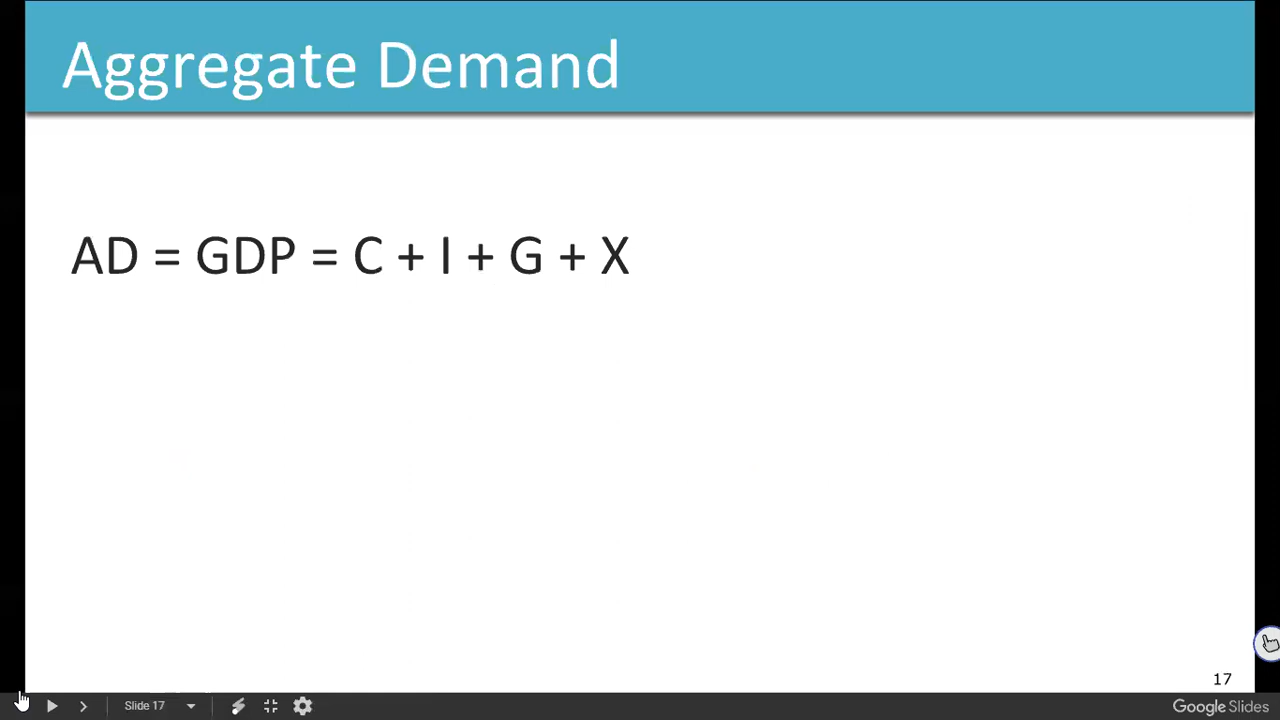 Aggregate Demand
AD = GDP = C + I + G + X
17
Slide 17
Google Slides